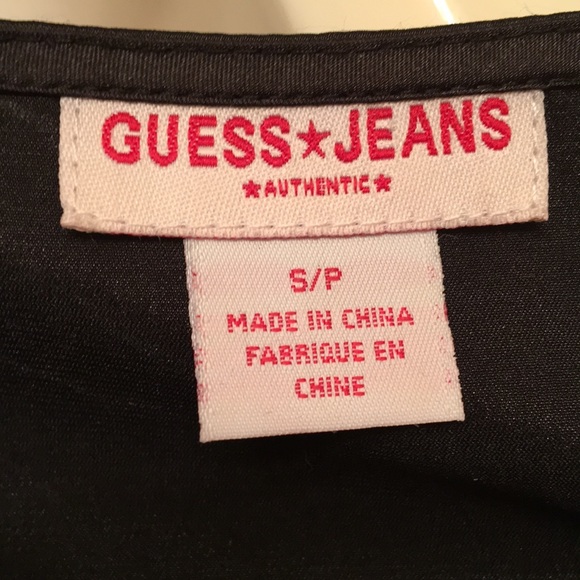 GUESS★JEANS
★AUTHENTIC★
S/P
MADE IN CHINA
FABRIQUE EN
CHINE